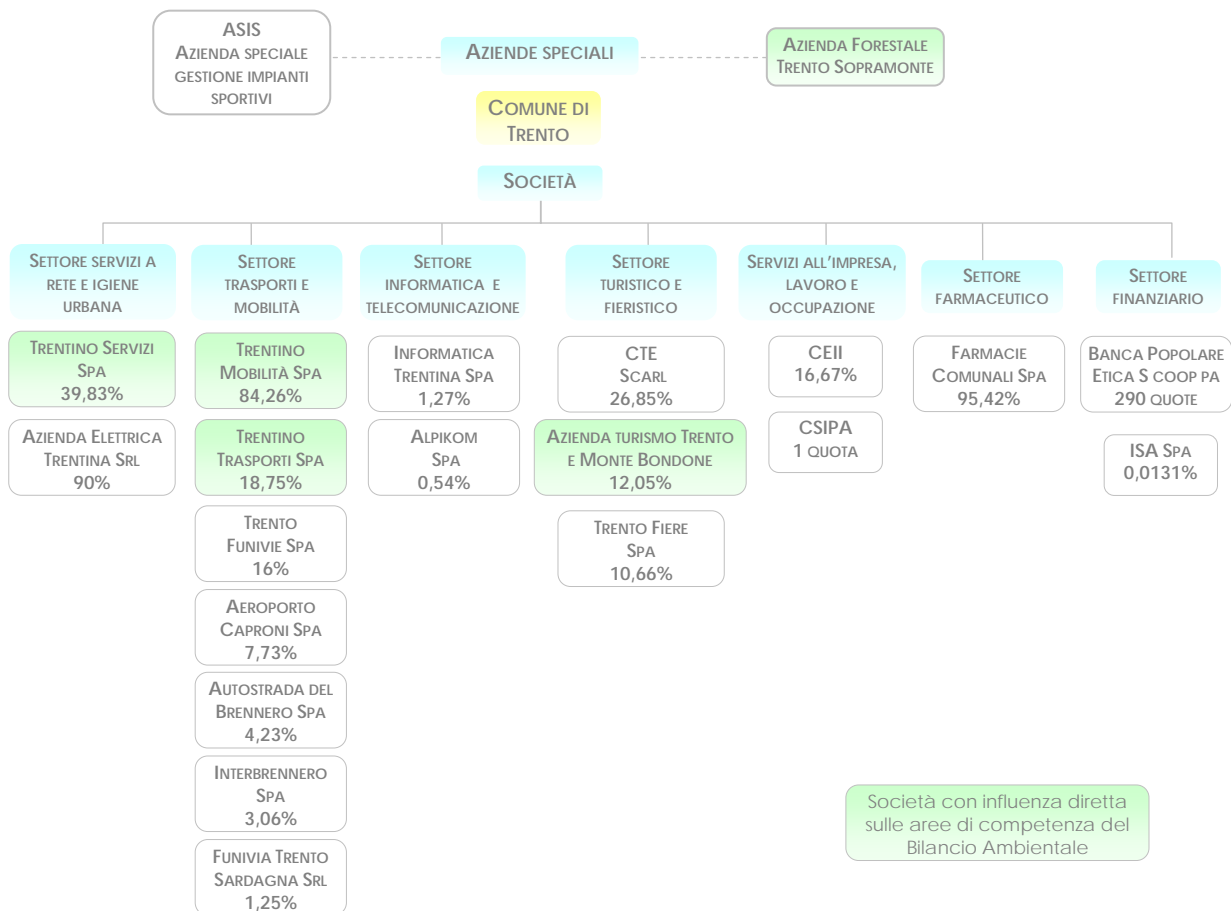 ASIS
AZIENDA SPECIALE
GESTIONE IMPIANTI
SPORTIVI
AZIENDE SPECIALI
AZIENDA FORESTALE
TRENTO SOPRAMONTE
COMUNE DI
TRENTO
SOCIETÀ
SETTORE SERVIZI A
RETE E IGIENE
URBANA
SETTORE
TRASPORTI E
MOBILITÀ
SETTORE
INFORMATICA E
TELECOMUNICAZIONE
SETTORE
TURISTICO E
FIERISTICO
SERVIZI ALL'IMPRESA,
LAVORO E
OCCUPAZIONE
SETTORE
FARMACEUTICO
SETTORE
FINANZIARIO
TRENTINO SERVIZI
SPA
39,83%
AZIENDA ELETTRICA
TRENTINA SRL
90%
TRENTINO
MOBILITÀ SPA
84,26%
TRENTINO
TRASPORTI SPA
18,75%
TRENTO
FUNIVIE SPA
16%
AEROPORTO
CAPRONI SPA
7,73%
AUTOSTRADA DEL
BRENNERO SPA
4,23%
INTERBRENNERO
SPA
3,06%
FUNIVIA TRENTO
SARDAGNA SRL
1,25%
INFORMATICA
TRENTINA SPA
1,27%
ALPIKOM
SPA
0,54%
CTE
SCARL
26,85%
AZIENDA TURISMO TRENTO
E MONTE BONDONE
12,05%
TRENTO FIERE
SPA
10,66%
CEII
16,67%
CSIPA
1 QUOTA
FARMACIE
COMUNALI SPA
95,42%
BANCA POPOLARE
ETICA S COOP PA
290 QUOTE
ISA SPA
0,0131%
Società con influenza diretta
sulle aree di competenza del
Bilancio Ambientale